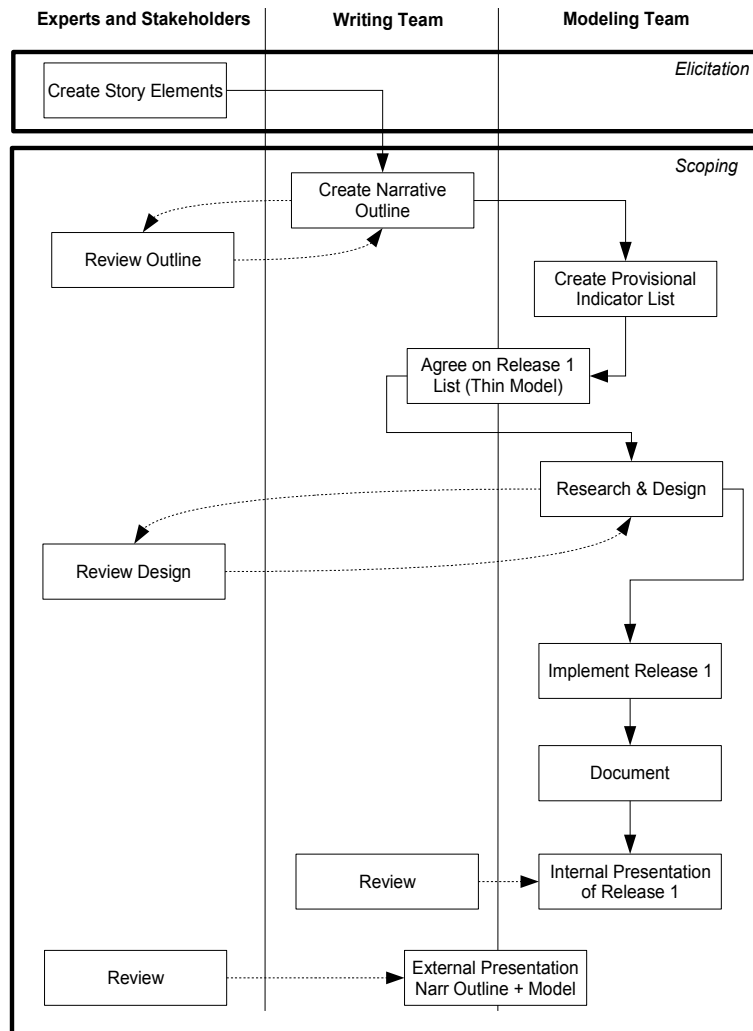 Experts and Stakeholders
Writing Team
Modeling Team
Elicitation
Create Story Elements
Scoping
Create Narrative
Outline
Review Outline
Create Provisional
Indicator List
Agree on Release 1
List (Thin Model)
Research & Design
Review Design
Implement Release 1
Document
Review
Internal Presentation
of Release 1
Review
External Presentation
Narr Outline + Model